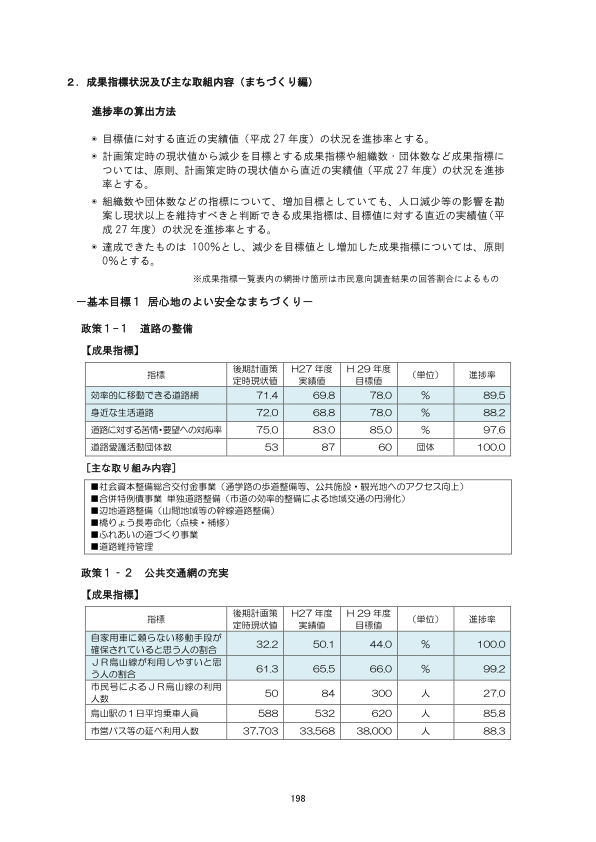 ２．成果指標状況及び主な取組内容（まちづくり編）
進捗率の算出方法
＊ 目標値に対する直近の実績値（平成 27 年度）の状況を進捗率とする。
＊ 計画策定時の現状値から減少を目標とする成果指標や組織数・団体数など成果指標に
ついては、原則、計画策定時の現状値から直近の実績値（平成 27 年度）の状況を進捗
率とする。
＊ 組織数や団体数などの指標について、増加目標としていても、人口減少等の影響を勘
案し現状以上を維持すべきと判断できる成果指標は、目標値に対する直近の実績値（平
成 27 年度）の状況を進捗率とする。
＊ 達成できたものは 100％とし、減少を目標値とし増加した成果指標については、原則
0％とする。
※成果指標一覧表内の網掛け箇所は市民意向調査結果の回答割合によるもの
－基本目標１ 居心地のよい安全なまちづくり－
政策１-１ 道路の整備
【成果指標】
指標 後期計画策定時現状値 H27 年度実績値 H 29 年度目標値 （単位） 進捗率
効率的に移動できる道路網 71.4 69.8 78.0 ％ 89.5
身近な生活道路 72.0 68.8 78.0 ％ 88.2
道路に対する苦情・要望への対応率 75.0 83.0 85.0 ％ 97.6
道路愛護活動団体数 53 87 60 団体 100.0
［主な取り組み内容］
■社会資本整備総合交付金事業（通学路の歩道整備等、公共施設・観光地へのアクセス向上）
■合併特例債事業 単独道路整備（市道の効率的整備による地域交通の円滑化）
■辺地道路整備（山間地域等の幹線道路整備）
■橋りょう長寿命化（点検・補修）
■ふれあいの道づくり事業
■道路維持管理
政策１‐２ 公共交通網の充実
【成果指標】
指標 後期計画策定時現状値 H27 年度実績値 H 29 年度目標値 （単位） 進捗率
自家用車に頼らない移動手段が確保されていると思う人の割合 32.2 50.1 44.0 ％ 100.0
ＪＲ烏山線が利用しやすいと思う人の割合 61.3 65.5 66.0 ％ 99.2
市民号によるＪＲ烏山線の利用人数 50 84 300 人 27.0
烏山駅の１日平均乗車人員 588 532 620 人 85.8
市営バス等の延べ利用人数 37,703 33,568 38,000 人 88.3
198